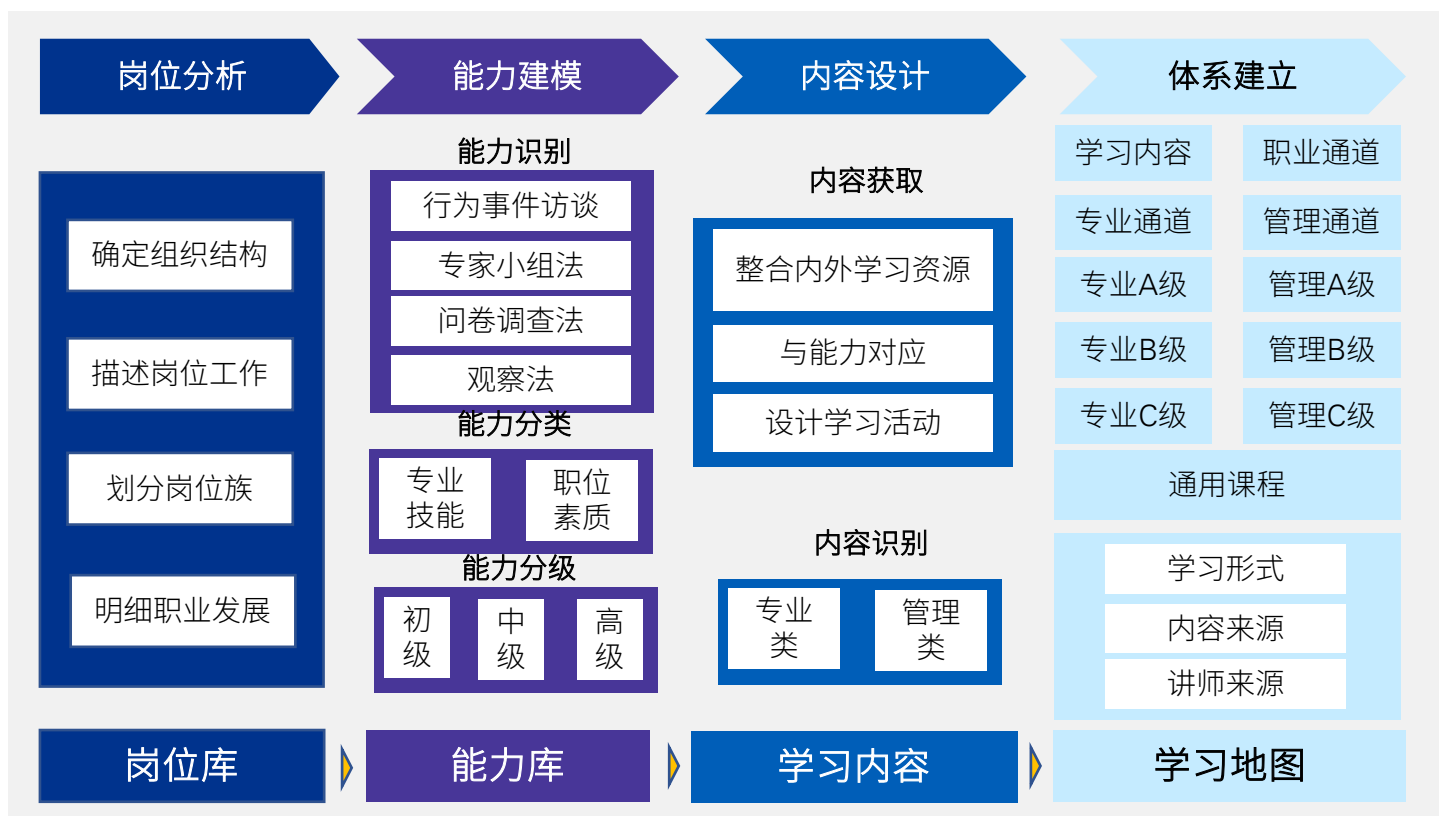 岗位分析
能力建模
内容设计
体系建立
确定组织结构
描述岗位工作
划分岗位族
明细职业发展
能力识别
行为事件访谈
专家小组法
问卷调查法
观察法
能力分类
专业
技能
职位
素质
能力分级
初
级
中
级
高
级
内容获取
整合内外学习资源
与能力对应
设计学习活动
内容识别
专业
类
管理
类
学习内容
职业通道
专业通道
管理通道
专业A级
管理A级
专业B级
管理B级
专业C级
管理C级
通用课程
学习形式
内容来源
讲师来源
岗位库
能力库
学习内容
学习地图